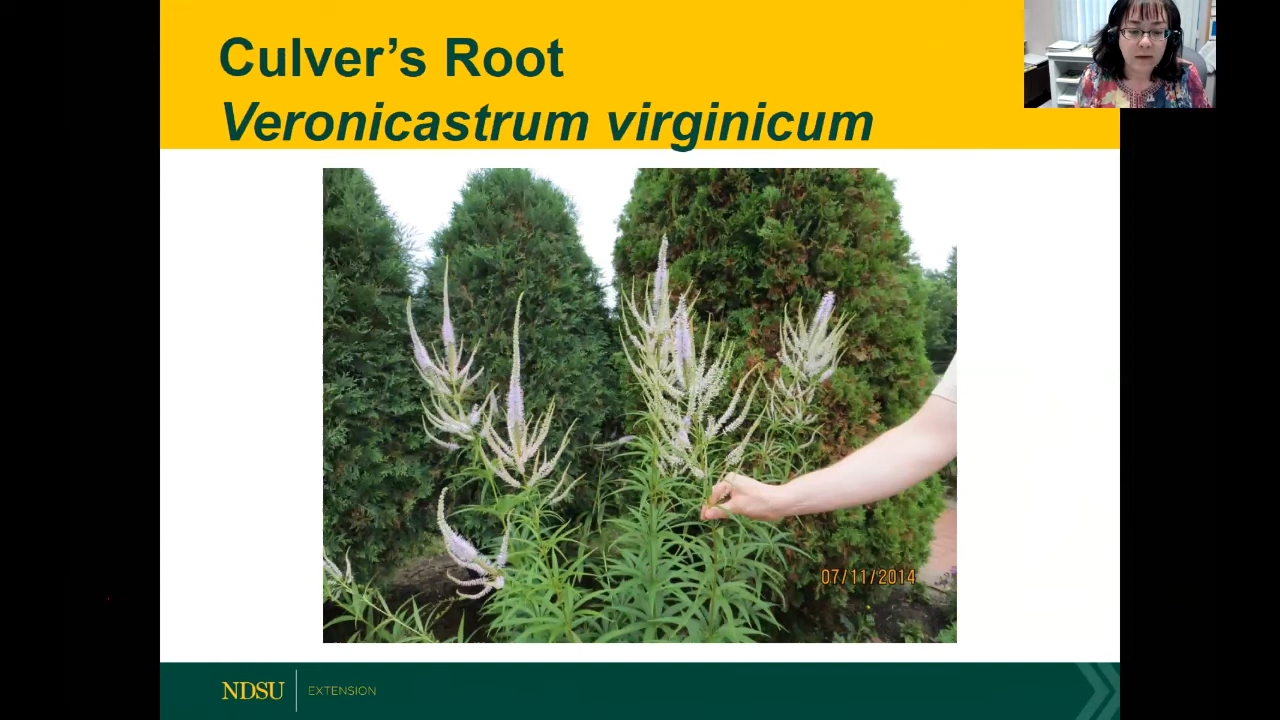 Culver’s Root
Veronicastrum virginicum
07/11/2014
NDSU EXTENSION